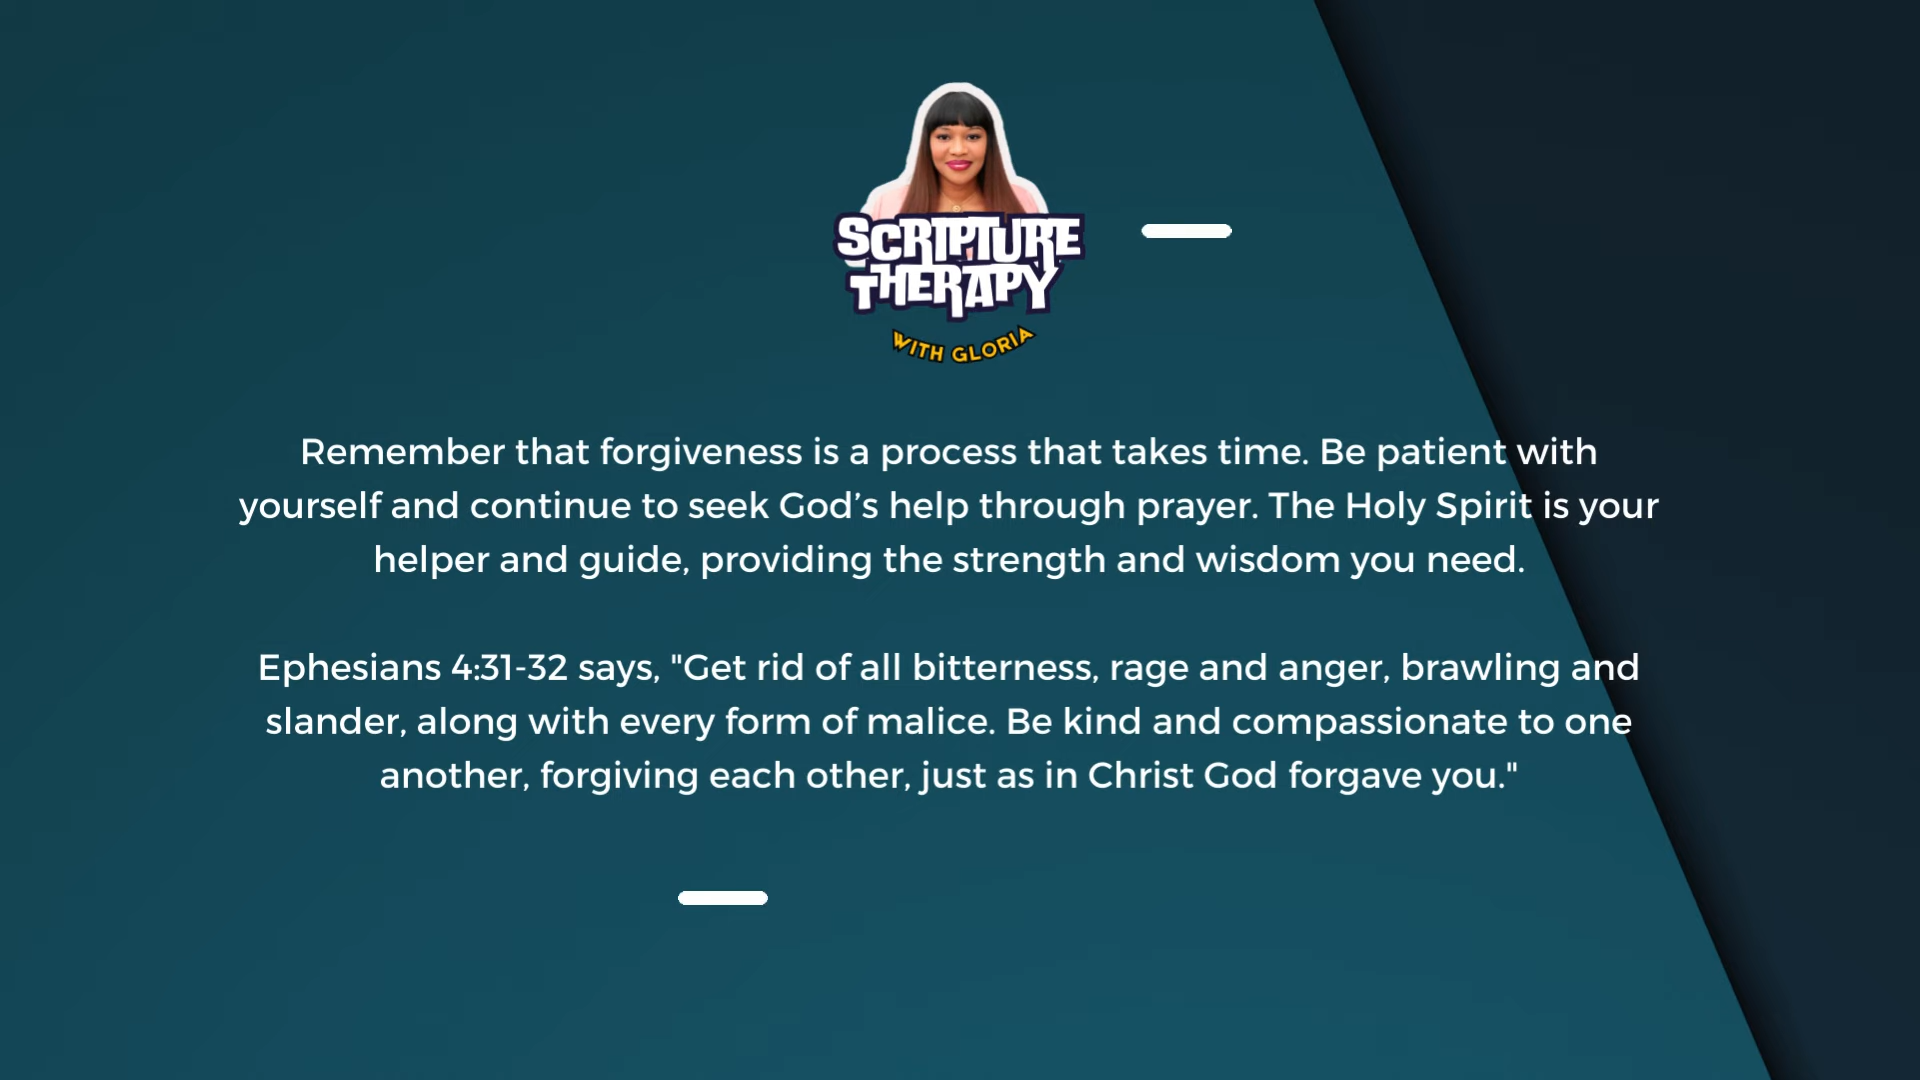 SCRIPTURE
THERAPY
WITH GLORIA
Remember that forgiveness is a process that takes time. Be patient with
yourself and continue to seek God’s help through prayer. The Holy Spirit is your
helper and guide, providing the strength and wisdom you need.
Ephesians 4:31-32 says, "Get rid of all bitterness, rage and anger, brawling and
slander, along with every form of malice. Be kind and compassionate to one
another, forgiving each other, just as in Christ God forgave you."